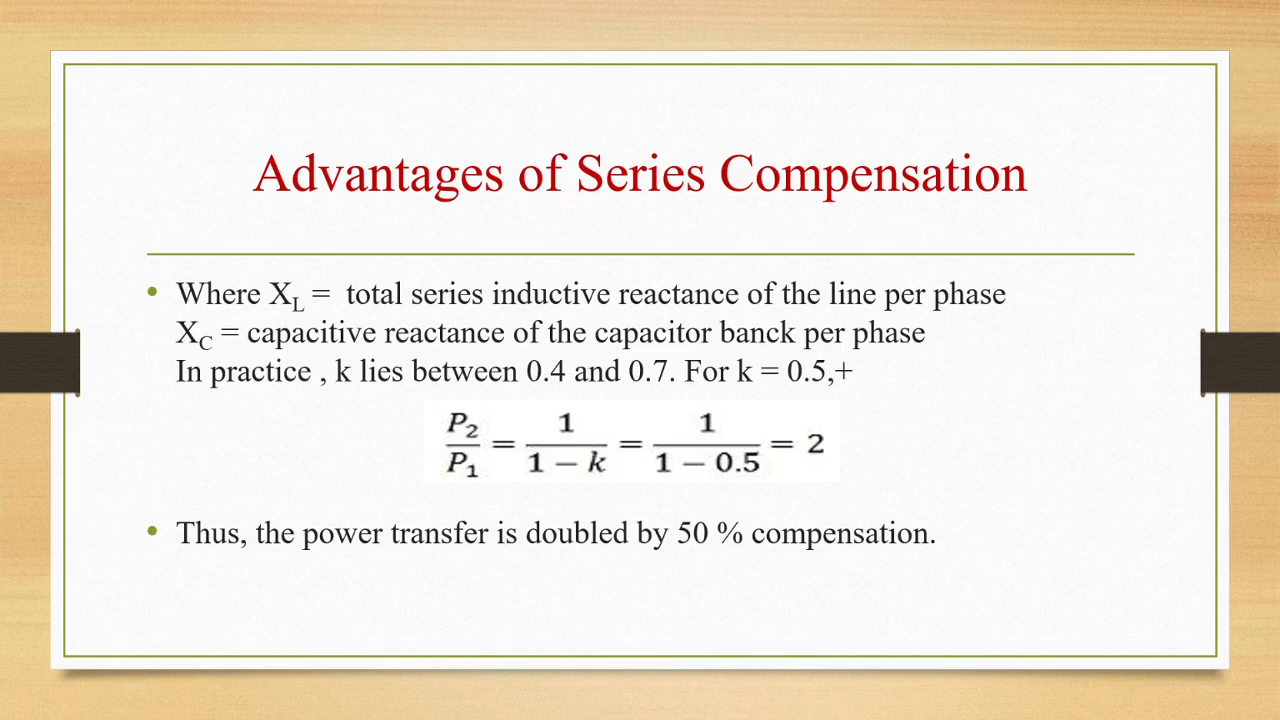 Advantages of Series Compensation
• Where X_L = total series inductive reactance of the line per phase
X_C = capacitive reactance of the capacitor banck per phase
In practice , k lies between 0.4 and 0.7. For k = 0.5,+
P₂/P₁ = 1/(1 − k) = 1/(1 − 0.5) = 2
• Thus, the power transfer is doubled by 50 % compensation.